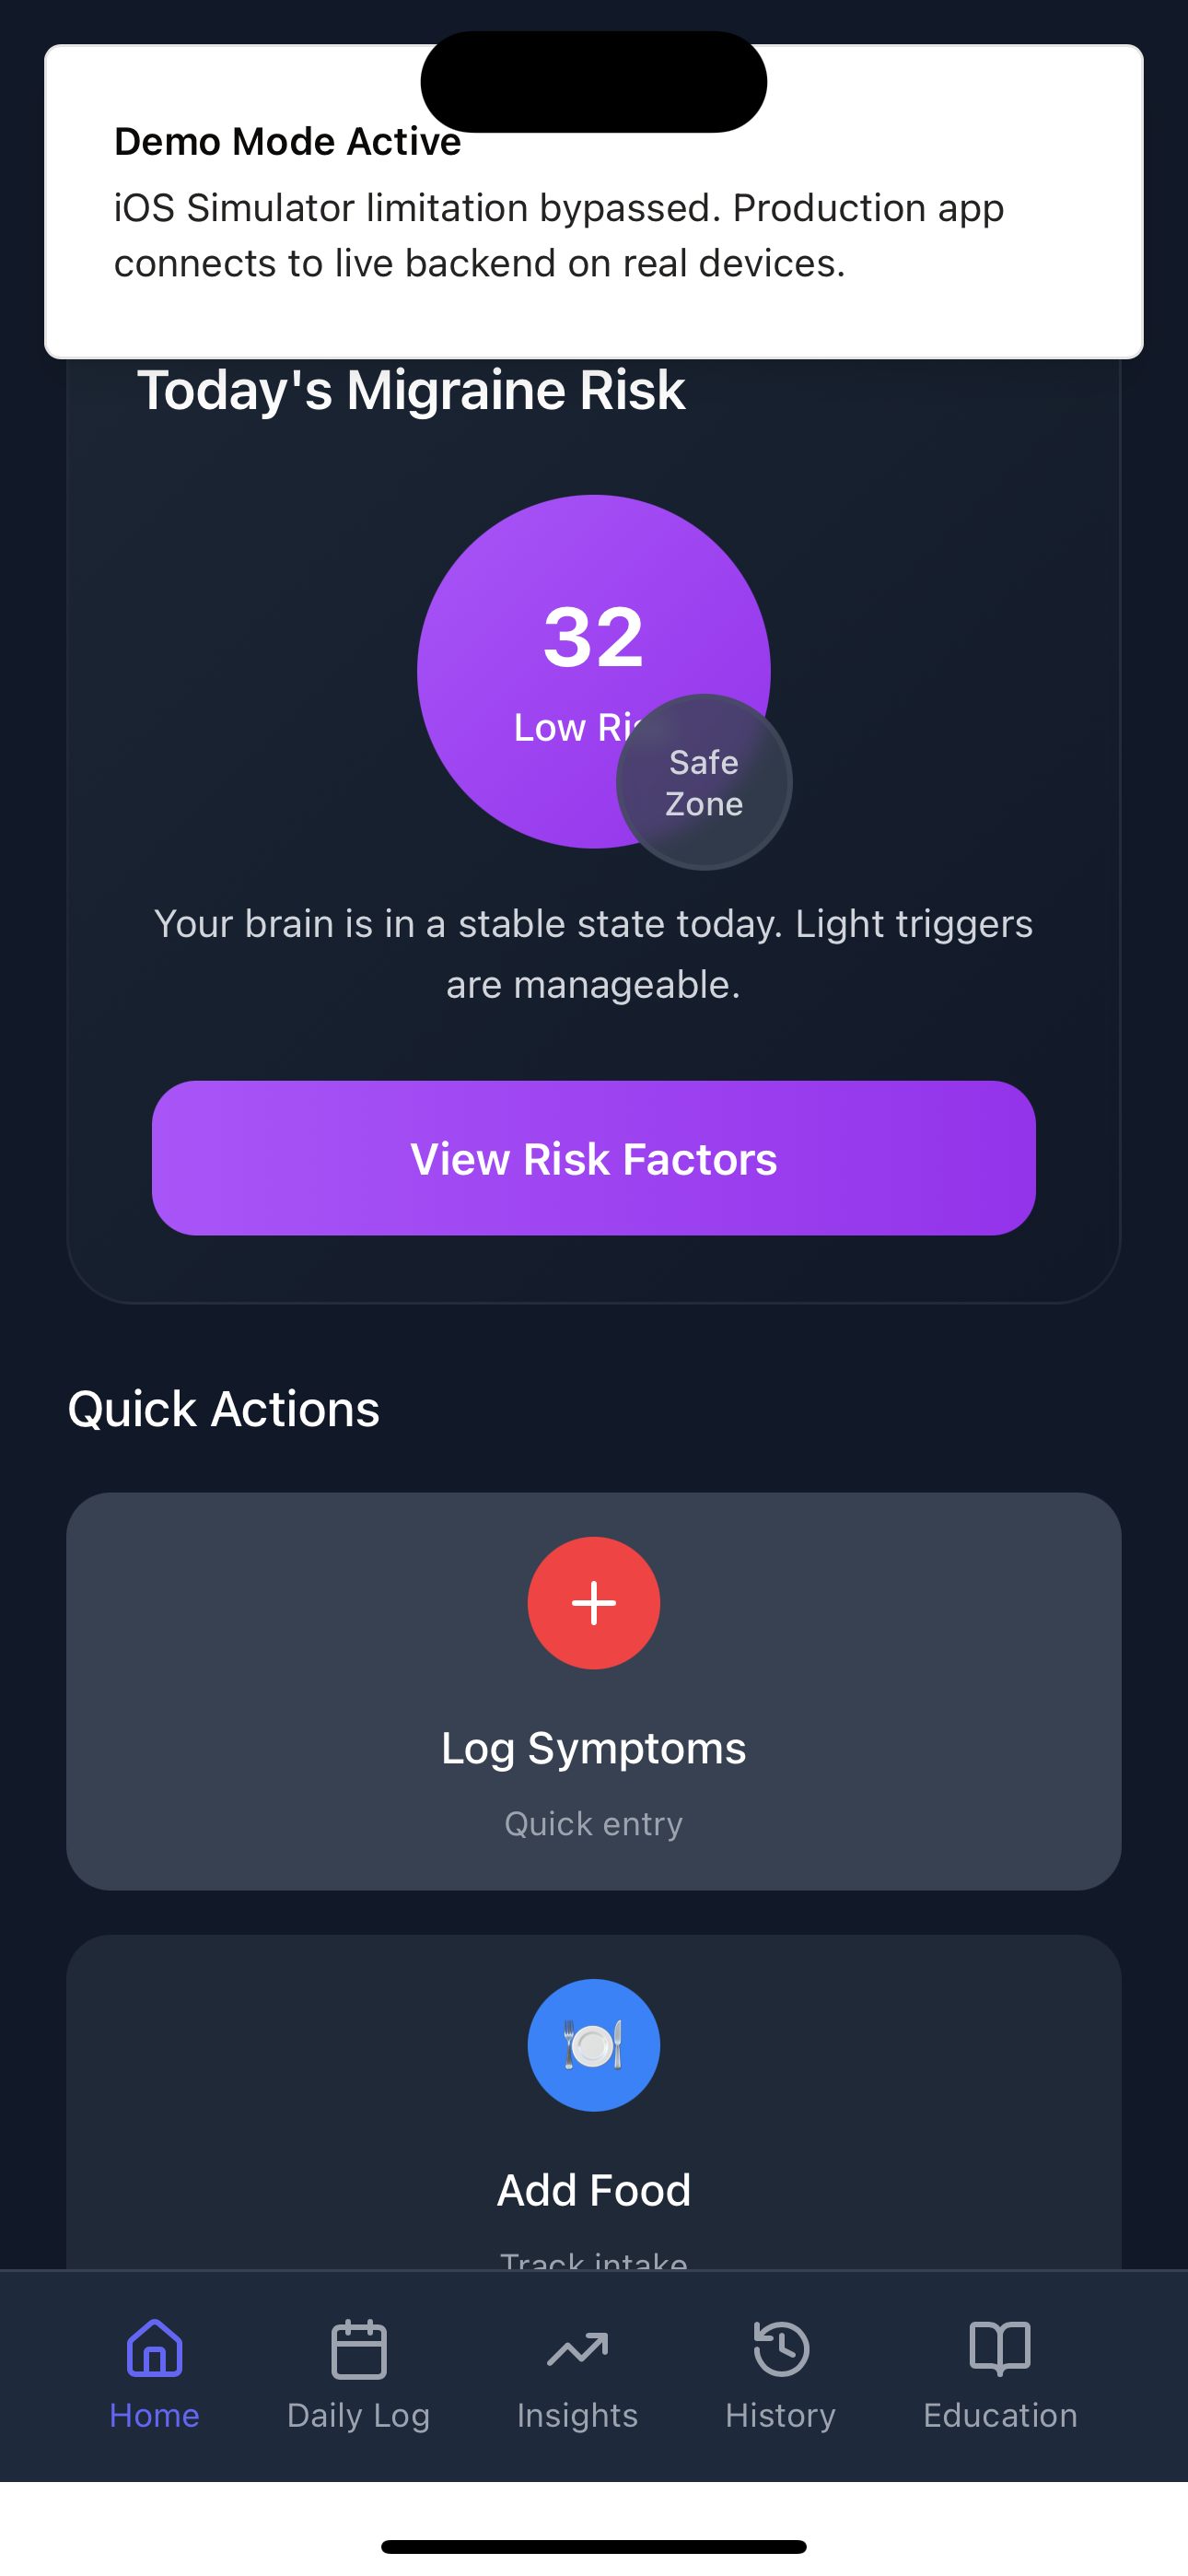 Demo Mode Active
iOS Simulator limitation bypassed. Production app
connects to live backend on real devices.
Today's Migraine Risk
32
Low
Safe
Zone
Your brain is in a stable state today. Light triggers
are manageable.
View Risk Factors
Quick Actions
Log Symptoms
Quick entry
Add Food
Track intake
Home
Daily Log
Insights
History
Education